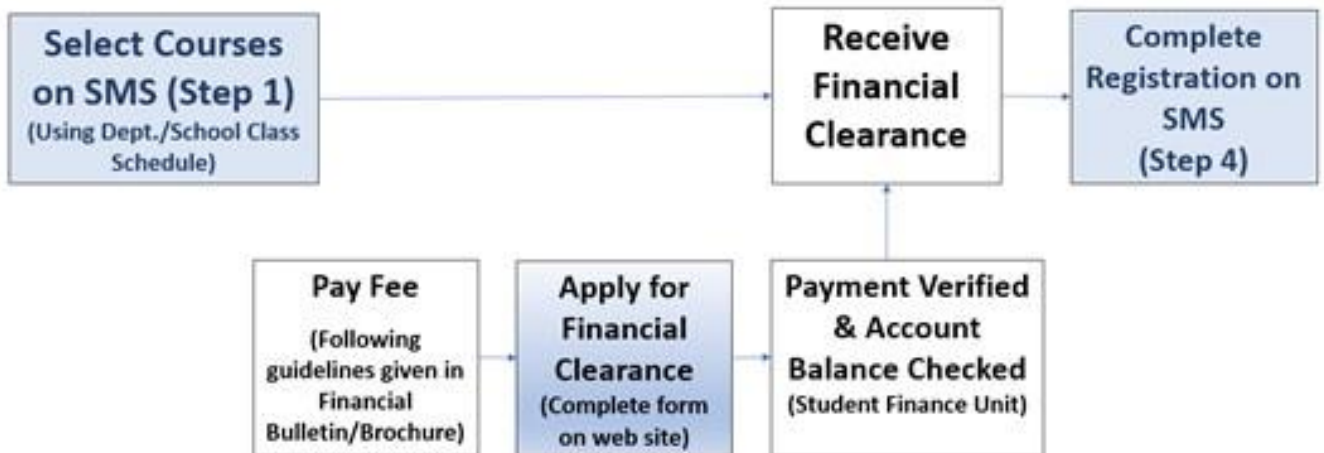 Select Courses
on SMS (Step 1)
(Using Dept./School Class
Schedule)
Receive
Financial
Clearance
Complete
Registration on
SMS
(Step 4)
Pay Fee
(Following
guidelines given in
Financial
Bulletin/Brochure)
Apply for
Financial
Clearance
(Complete form
on web site)
Payment Verified
& Account
Balance Checked
(Student Finance Unit)